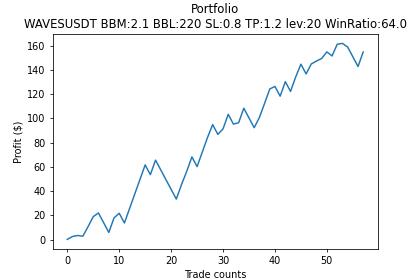 Portfolio
WAVESUSDT BBM:2.1 BBL:220 SL:0.8 TP:1.2 lev:20 WinRatio:64.0
160
140
120
100
80
60
40
20
0
Profit ($)
0 10 20 30 40 50
Trade counts